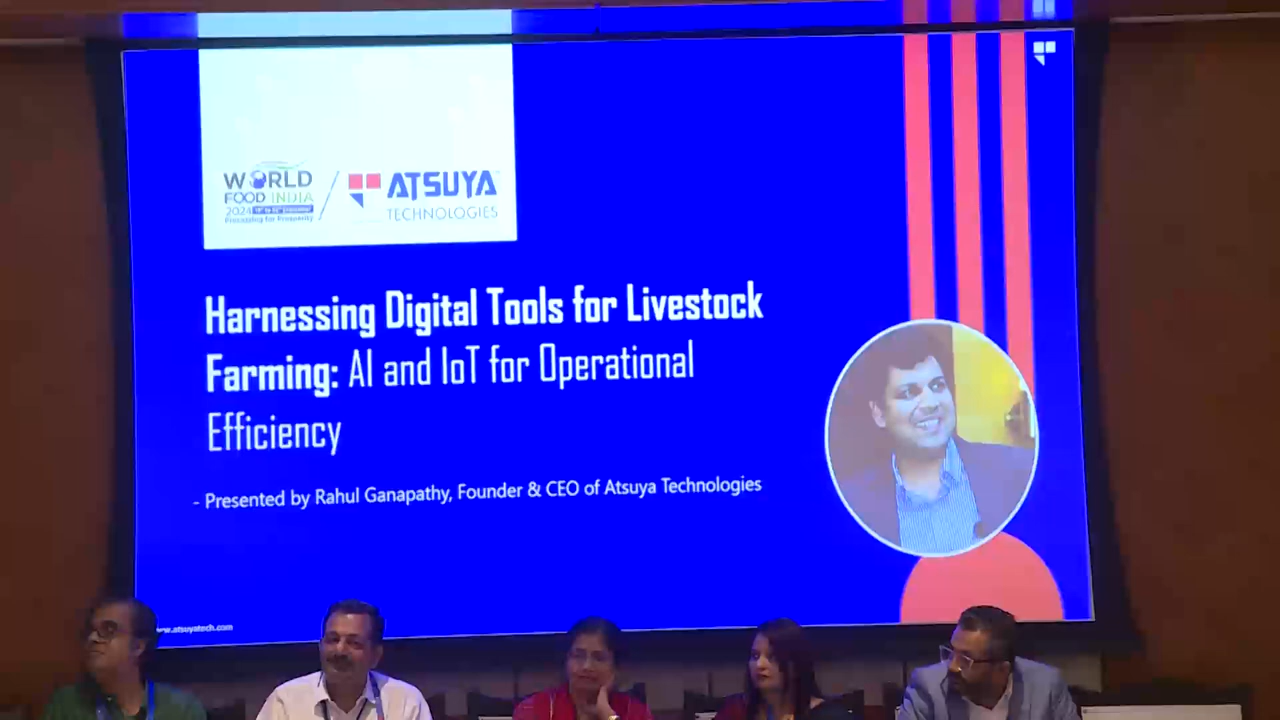 WORLD
FOOD INDIA
2024
Processing for Prosperity
ATSUYA
TECHNOLOGIES
Harnessing Digital Tools for Livestock
Farming: AI and IoT for Operational
Efficiency
- Presented by Rahul Ganapathy, Founder & CEO of Atsuya Technologies
www.atsuyatech.com